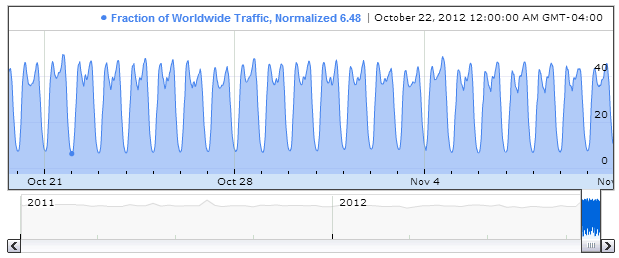 Fraction of Worldwide Traffic, Normalized 6.48 | October 22, 2012 12:00:00 AM GMT-04:00
40
20
0
Oct 21 Oct 28 Nov 4 Nov
2011 2012